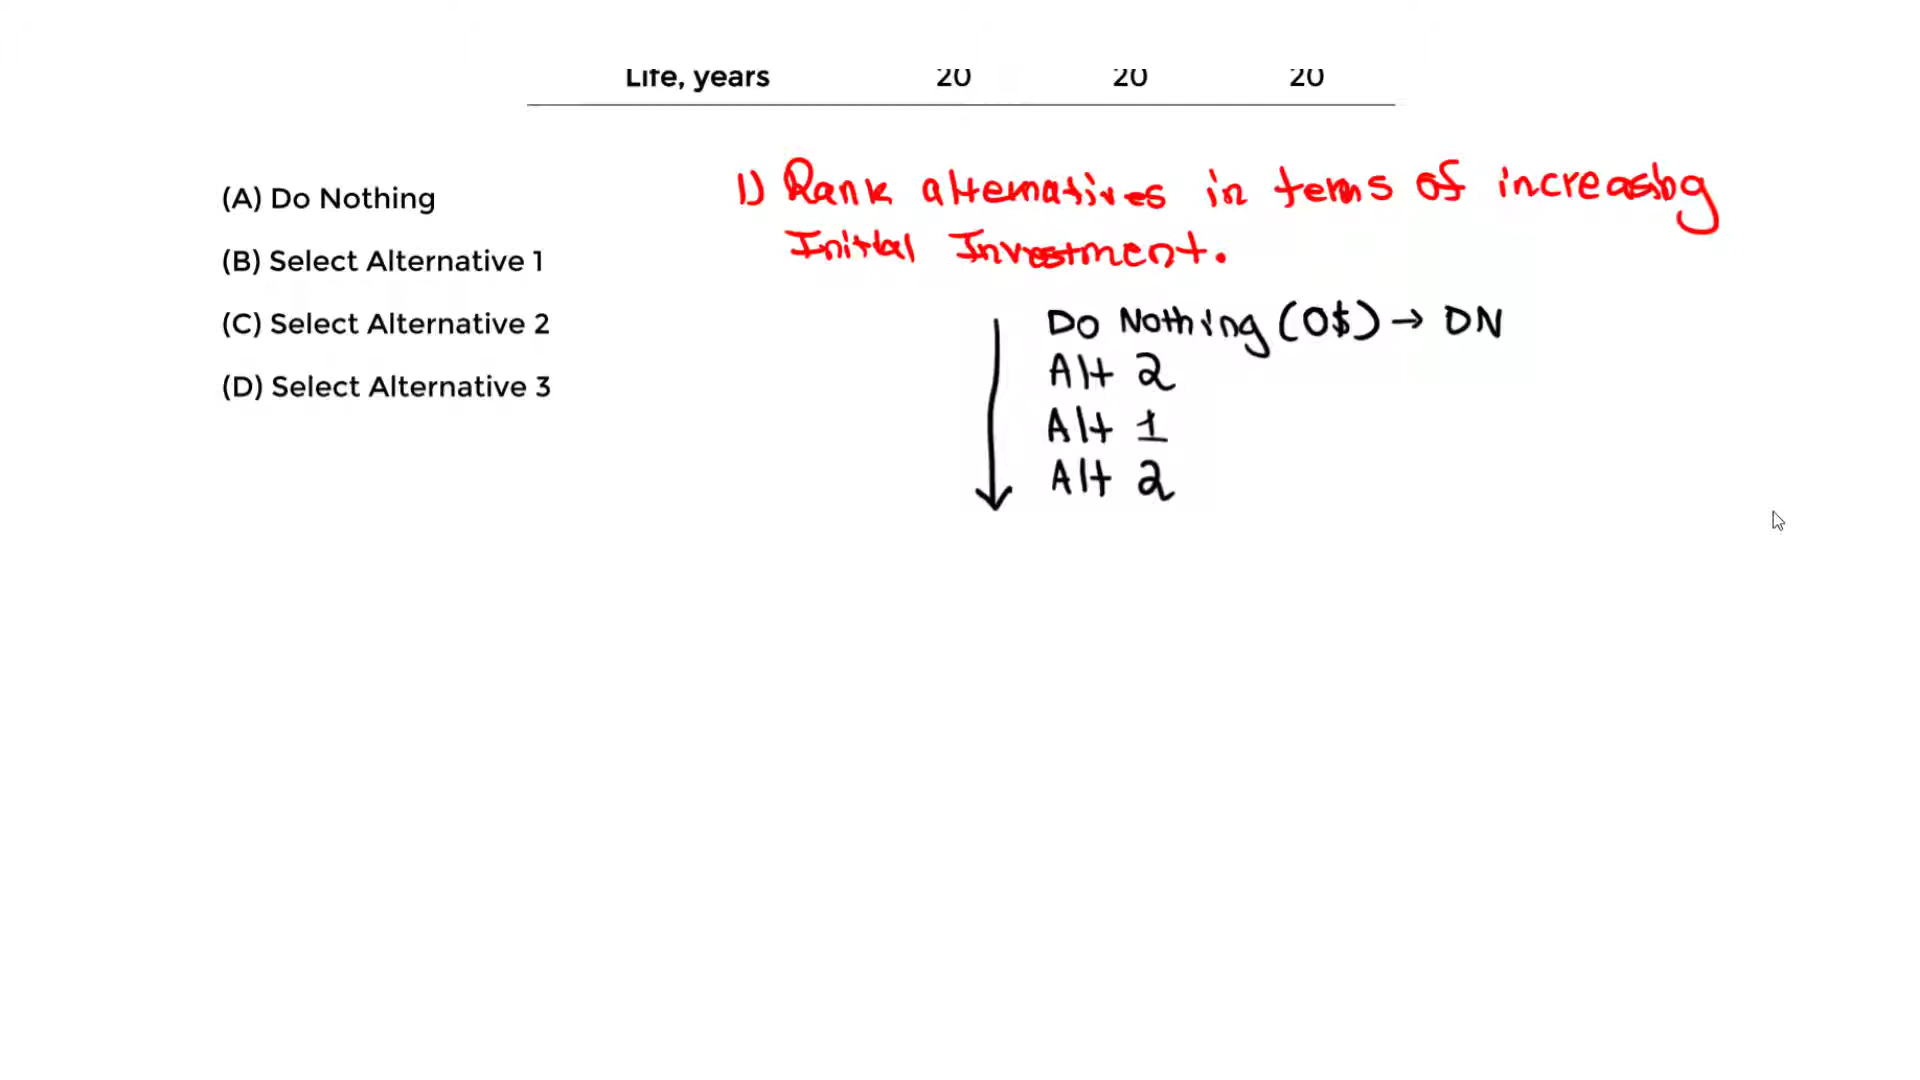 Life, years 20 20 20
(A) Do Nothing
(B) Select Alternative 1
(C) Select Alternative 2
(D) Select Alternative 3
1) Rank alternatives in terms of increasing
Initial Investment.
Do Nothing (0$) → DN
Alt 2
Alt 1
Alt 2